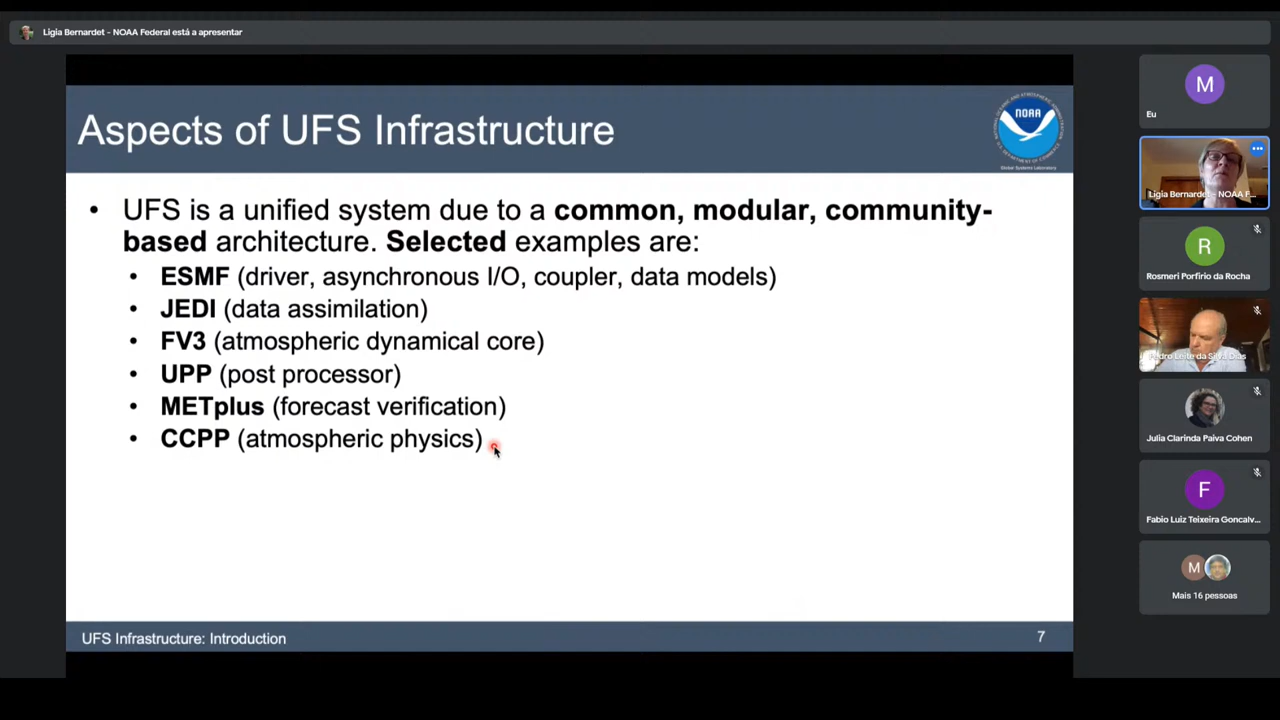 Ligia Bernardet - NOAA Federal está a apresentar
Aspects of UFS Infrastructure
NOAA
• UFS is a unified system due to a common, modular, community-
based architecture. Selected examples are:
• ESMF (driver, asynchronous I/O, coupler, data models)
• JEDI (data assimilation)
• FV3 (atmospheric dynamical core)
• UPP (post processor)
• METplus (forecast verification)
• CCPP (atmospheric physics)
UFS Infrastructure: Introduction
7
M
Eu
Ligia Bernardet - NOAA F...
R
Rosmeri Porfirio da Rocha
Pedro Leite da Silva Dias
Julia Clarinda Paiva Cohen
F
Fabio Luiz Teixeira Goncalv...
M
Mais 16 pessoas